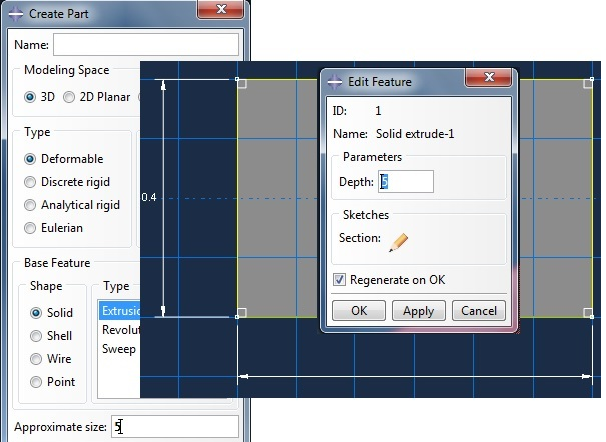 Create Part
Name:
Modeling Space
3D
2D Planar
Type
Deformable
Discrete rigid
Analytical rigid
Eulerian
Base Feature
Shape
Type
Solid
Shell
Wire
Point
Extrusio
Revolut
Sweep
Approximate size: 5
0.4
Edit Feature
ID: 1
Name: Solid extrude-1
Parameters
Depth: 5
Sketches
Section:
Regenerate on OK
OK
Apply
Cancel